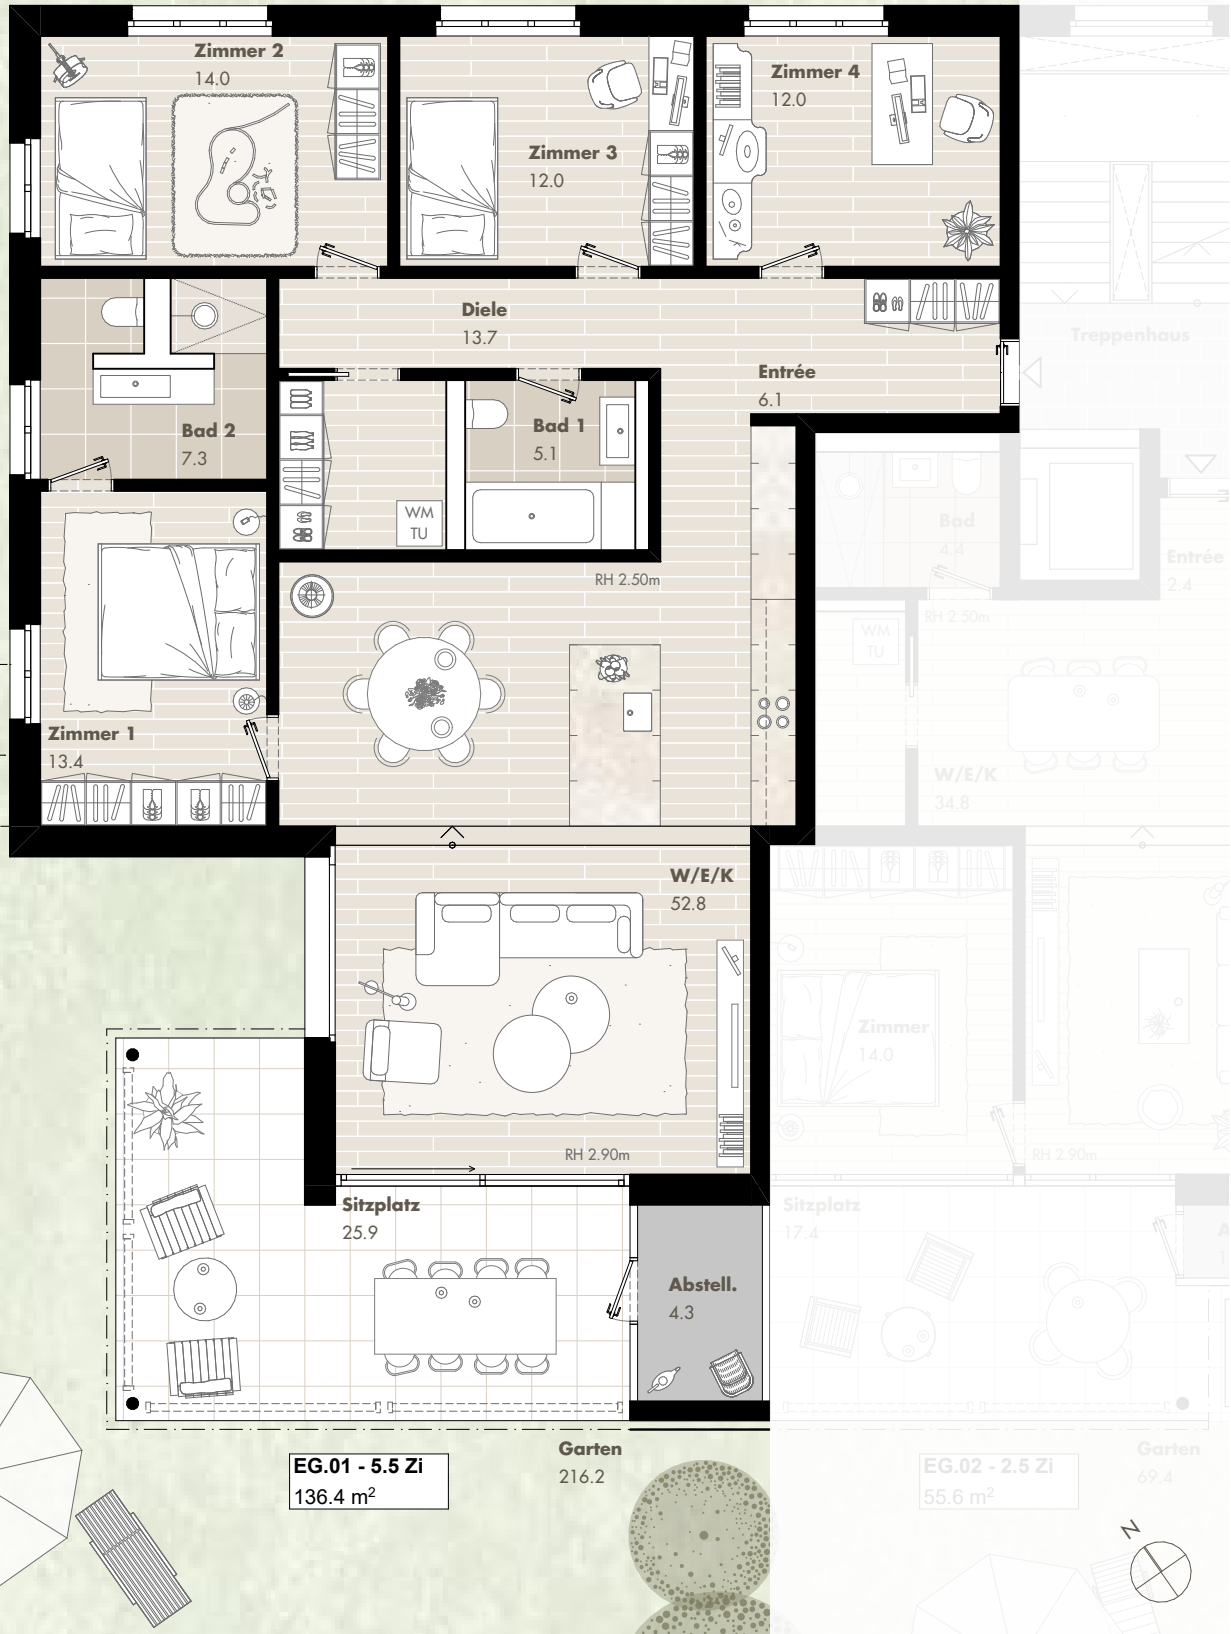 Zimmer 2
14.0
Zimmer 3
12.0
Zimmer 4
12.0
Diele
13.7
Entrée
6.1
Treppenhaus
Bad 2
7.3
Bad 1
5.1
WM
TU
RH 2.50m
Bad
4.4
Entrée
2.4
RH 2.50m
WM
TU
Zimmer 1
13.4
W/E/K
34.8
W/E/K
52.8
Zimmer
14.0
RH 2.90m
RH 2.90m
Sitzplatz
25.9
Sitzplatz
17.4
Abstell.
4.3
A
1
Garten
216.2
Garten
69.4
EG.01 - 5.5 Zi
136.4 m²
EG.02 - 2.5 Zi
55.6 m²
N